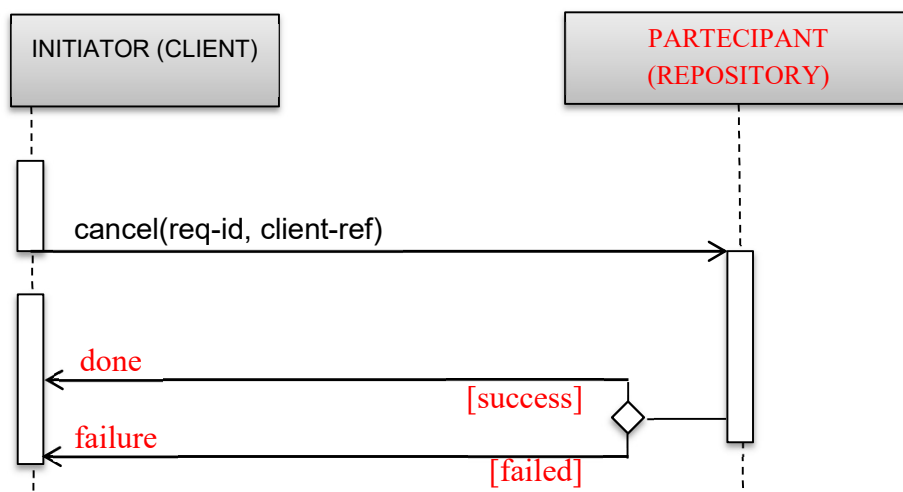 INITIATOR (CLIENT)
PARTECIPANT
(REPOSITORY)
cancel(req-id, client-ref)
done
[success]
failure
[failed]